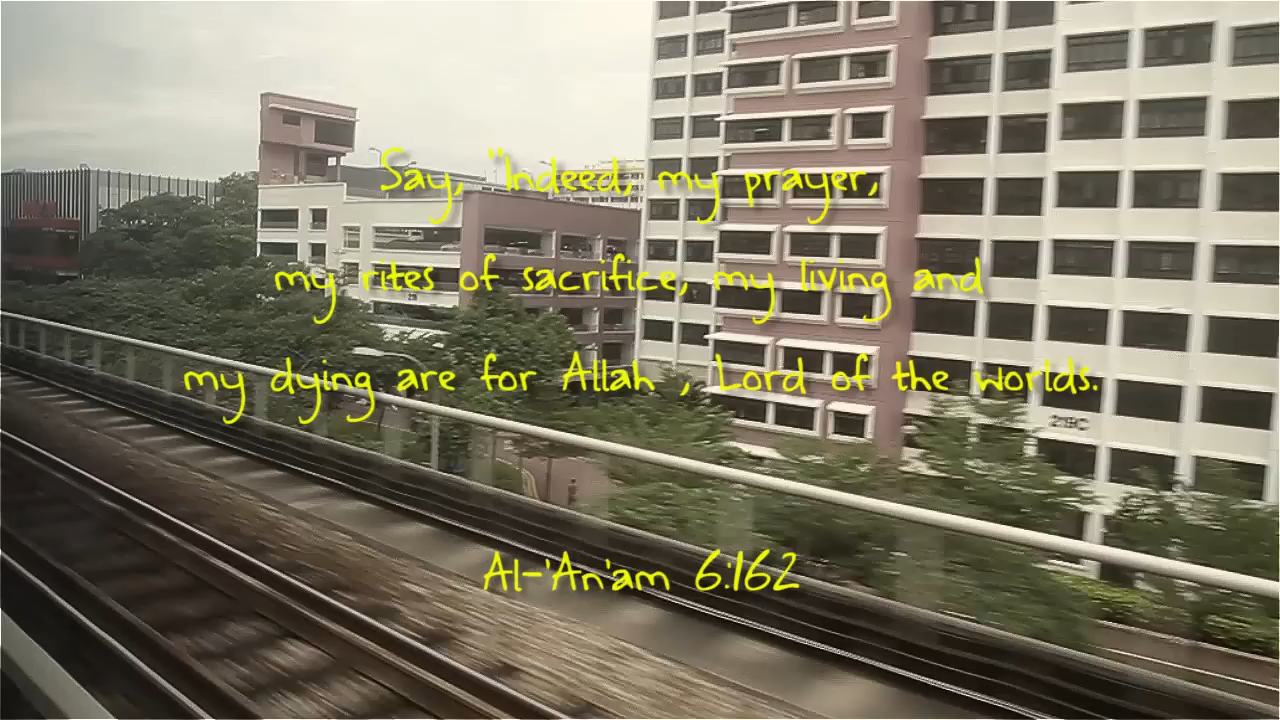 Say, "Indeed, my prayer,
my rites of sacrifice, my living and
my dying are for Allah , Lord of the worlds.
219C
Al-'An'am 6:162